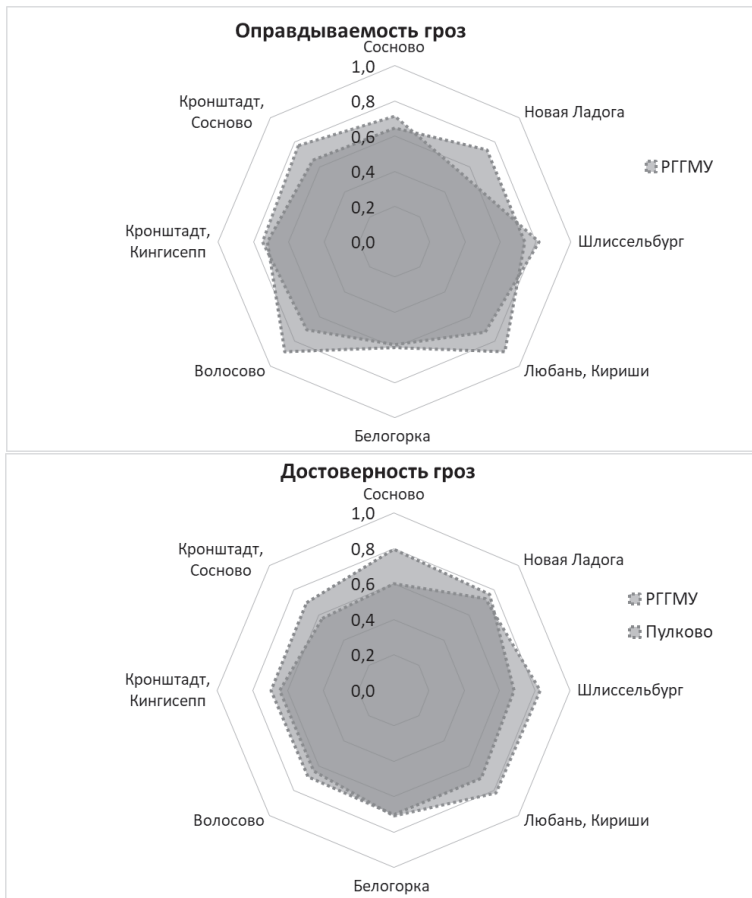 Оправдываемость гроз
Сосново
1,0
Кронштадт,
Сосново
0,8
Новая Ладога
0,6
РГГМУ
0,4
0,2
Кронштадт,
Кингисепп
0,0
Шлиссельбург
Волосово
Любань, Кириши
Белогорка
Достоверность гроз
Сосново
1,0
Кронштадт,
Сосново
0,8
Новая Ладога
0,6
РГГМУ
0,4
Пулково
0,2
Кронштадт,
Кингисепп
0,0
Шлиссельбург
Волосово
Любань, Кириши
Белогорка